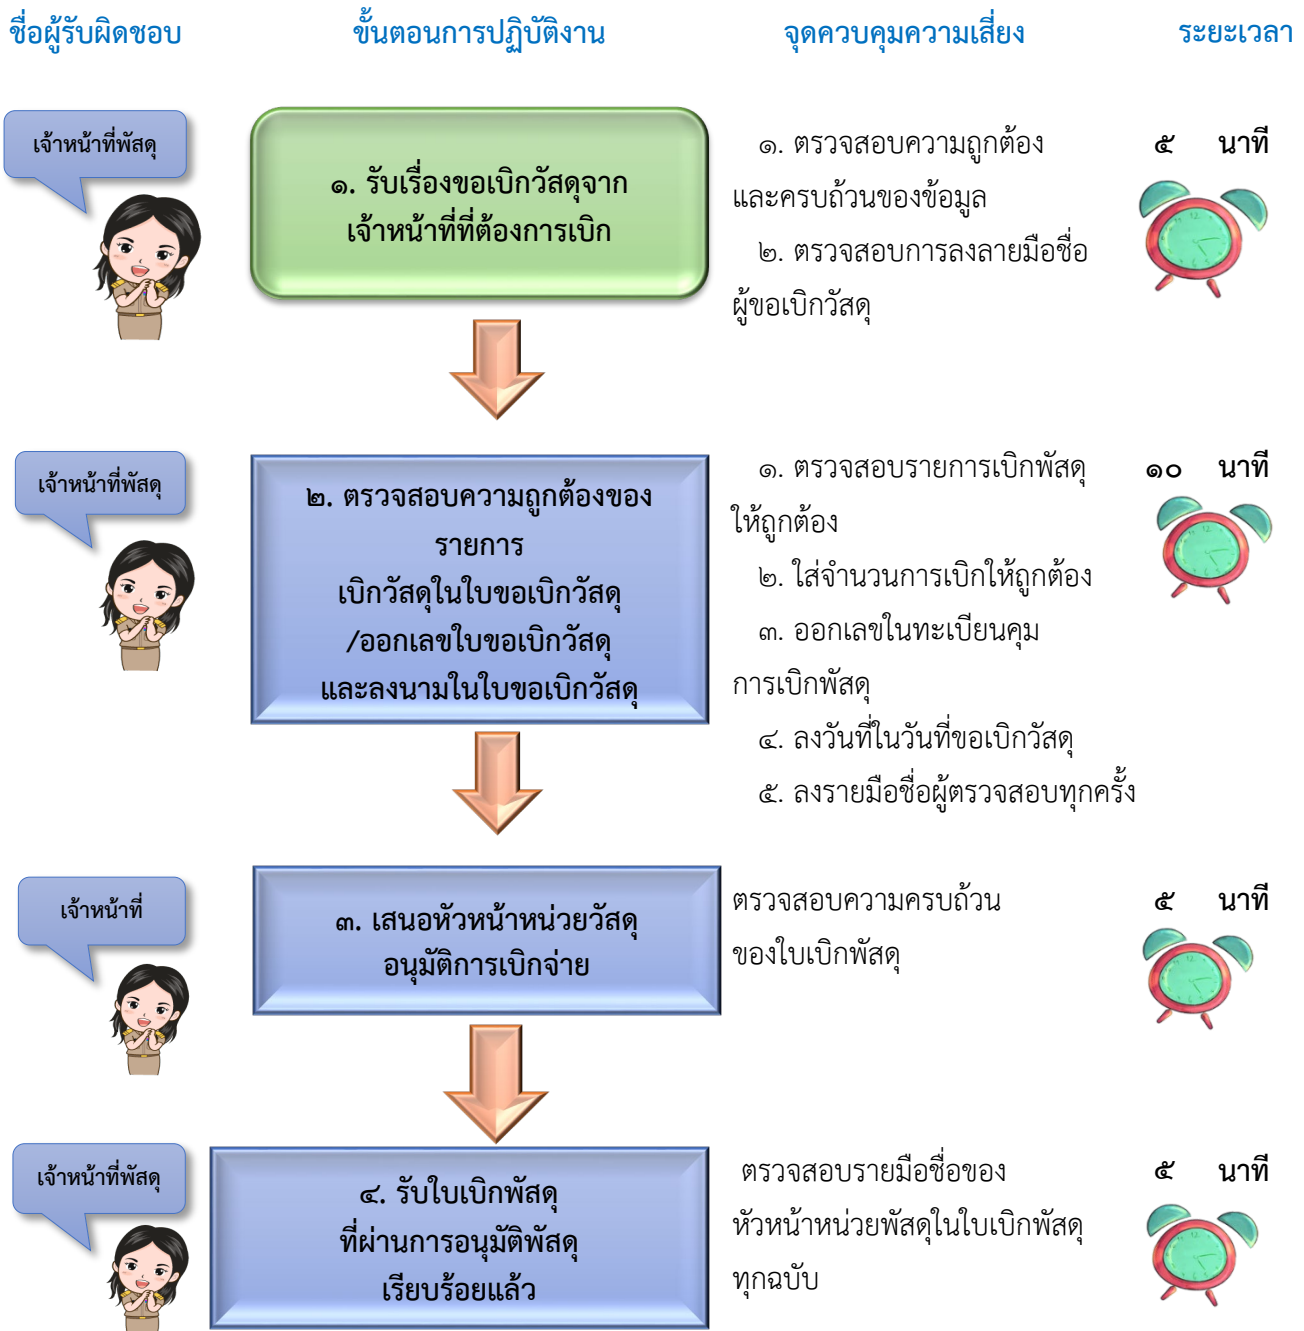 ชื่อผู้รับผิดชอบ
ขั้นตอนการปฏิบัติงาน
จุดควบคุมความเสี่ยง
ระยะเวลา
เจ้าหน้าที่พัสดุ
๑. รับเรื่องขอเบิกวัสดุจาก
เจ้าหน้าที่ที่ต้องการเบิก
๑. ตรวจสอบความถูกต้อง
และครบถ้วนของข้อมูล
๒. ตรวจสอบการลงลายมือชื่อ
ผู้ขอเบิกวัสดุ
๕ นาที
เจ้าหน้าที่พัสดุ
๒. ตรวจสอบความถูกต้องของ
รายการ
เบิกวัสดุในใบขอเบิกวัสดุ
/ออกเลขใบขอเบิกวัสดุ
และลงนามในใบขอเบิกวัสดุ
๑. ตรวจสอบรายการเบิกพัสดุ
ให้ถูกต้อง
๒. ใส่จำนวนการเบิกให้ถูกต้อง
๓. ออกเลขในทะเบียนคุม
การเบิกพัสดุ
๔. ลงวันที่ในวันที่ขอเบิกวัสดุ
๕. ลงรายมือชื่อผู้ตรวจสอบทุกครั้ง
๑๐ นาที
เจ้าหน้าที่
๓. เสนอหัวหน้าหน่วยวัสดุ
อนุมัติการเบิกจ่าย
ตรวจสอบความครบถ้วน
ของใบเบิกพัสดุ
๕ นาที
เจ้าหน้าที่พัสดุ
๔. รับใบเบิกพัสดุ
ที่ผ่านการอนุมัติพัสดุ
เรียบร้อยแล้ว
ตรวจสอบรายมือชื่อของ
หัวหน้าหน่วยพัสดุในใบเบิกพัสดุ
ทุกฉบับ
๕ นาที